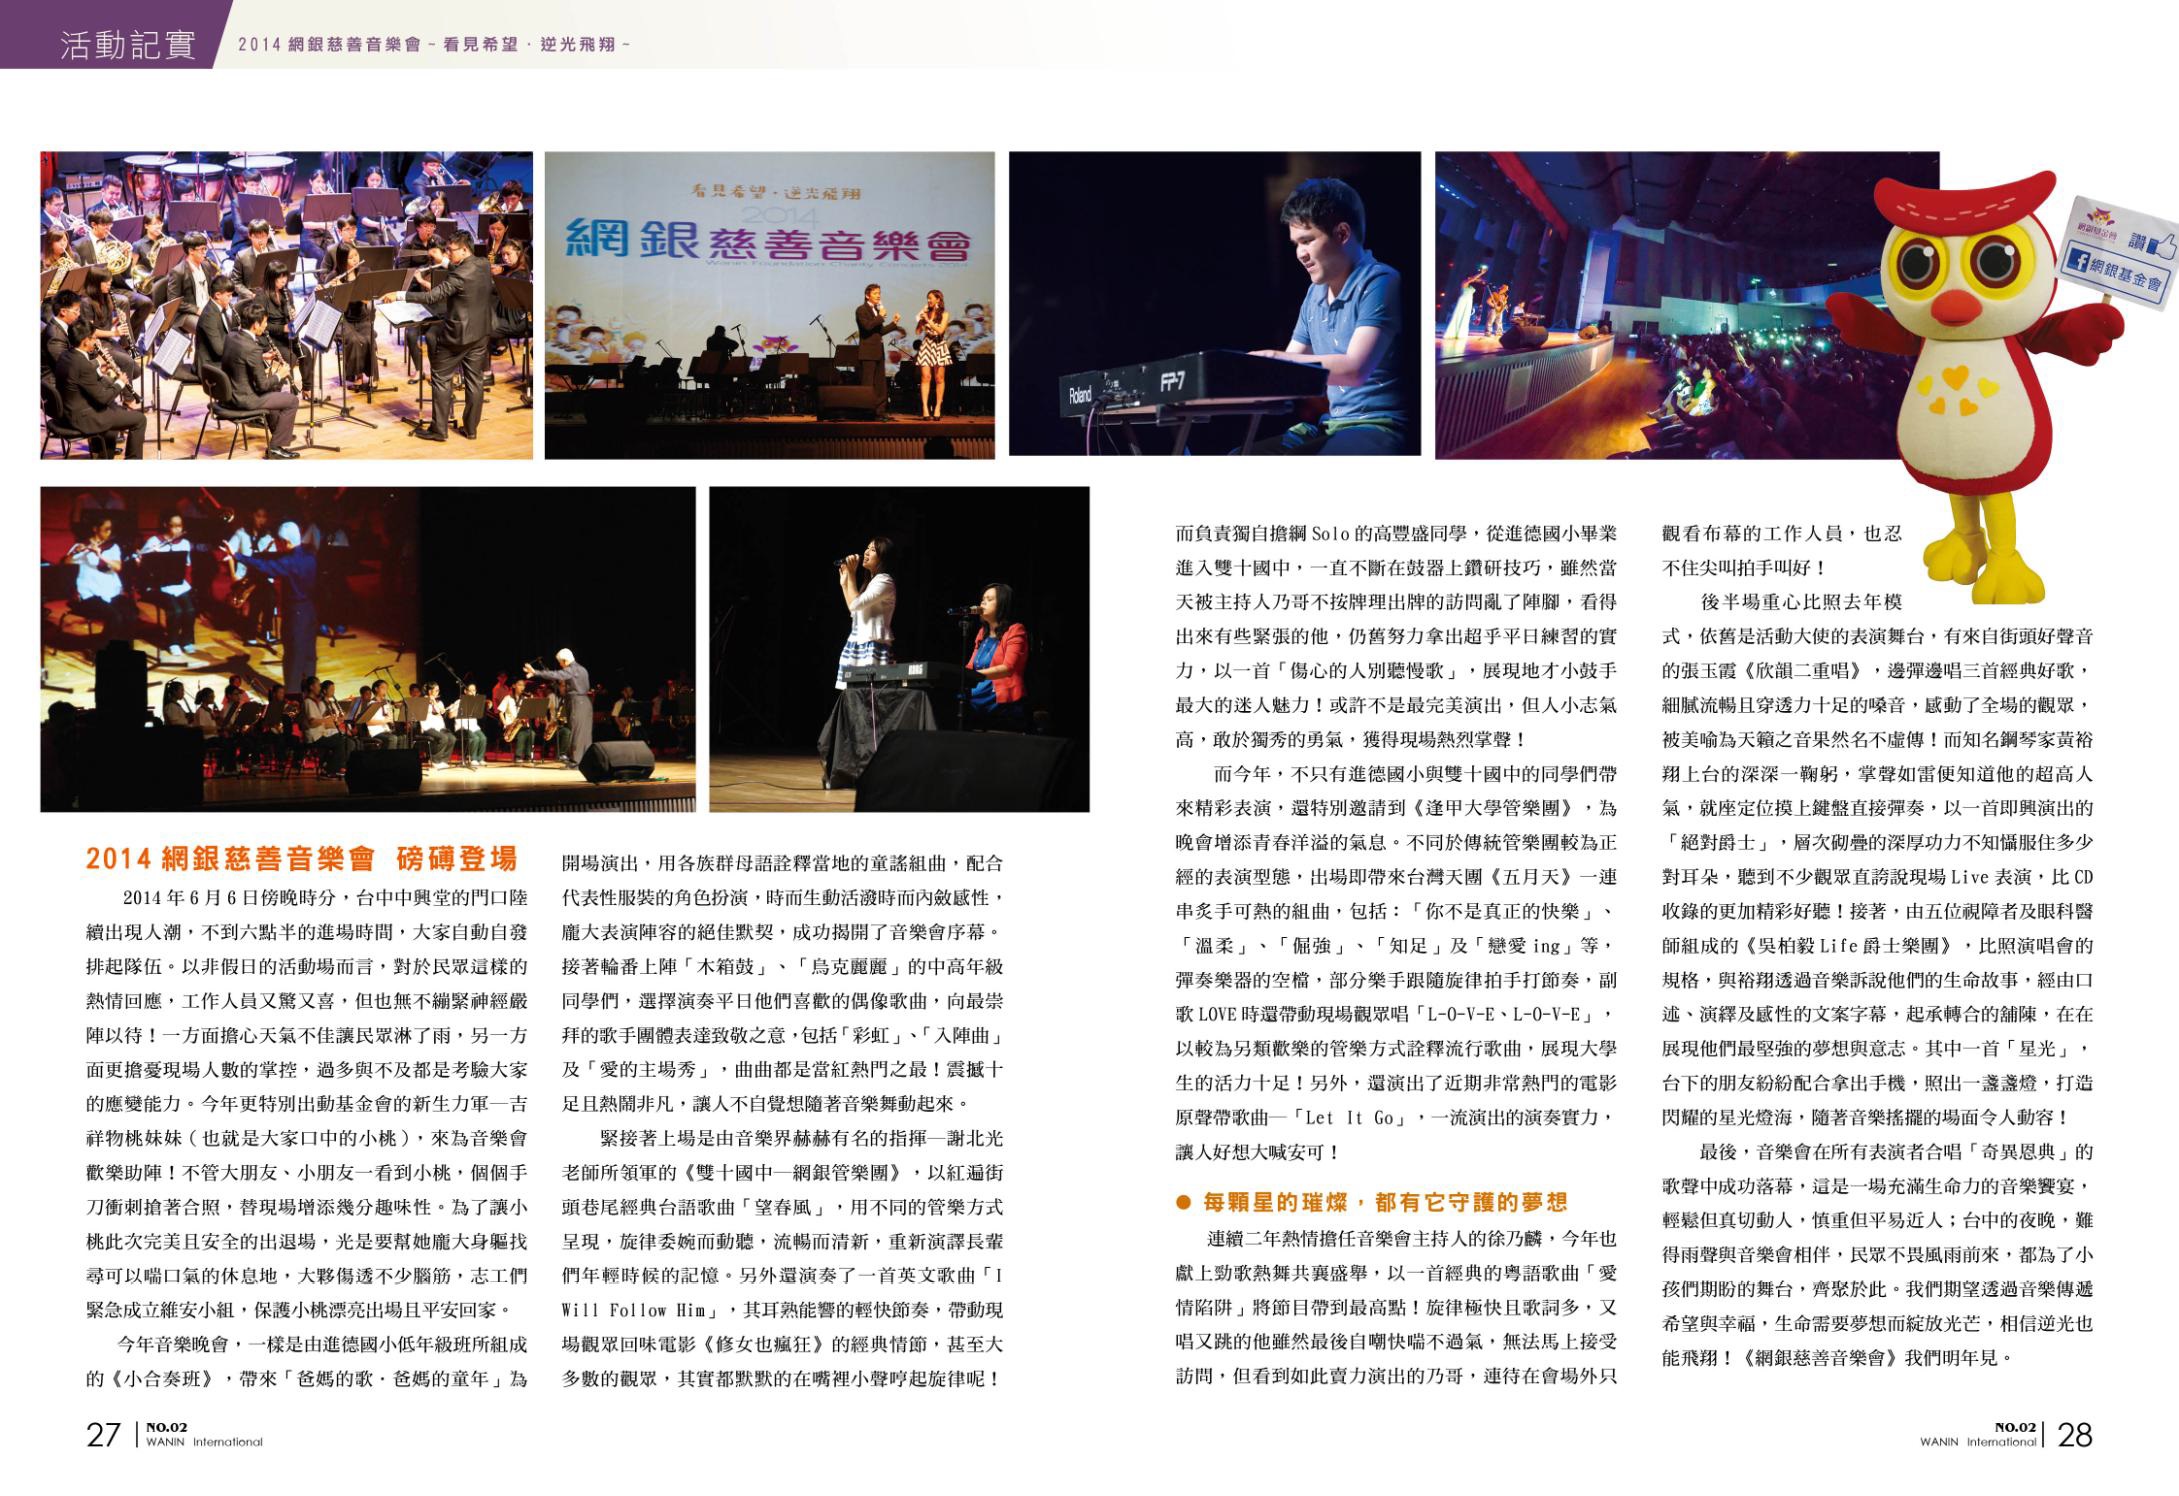 活動記實
2014 網銀慈善音樂會 ~ 看見希望．逆光飛翔 ~
看見希望．逆光飛翔
2014
網銀慈善音樂會
Wanin Foundation Charity Concerts 2014
Roland
FP-7
網銀基金會
讚
網銀基金會
KORG
2014 網銀慈善音樂會 磅礡登場
2014 年 6 月 6 日傍晚時分，台中中興堂的門口陸
續出現人潮，不到六點半的進場時間，大家自動自發
排起隊伍。以非假日的活動場而言，對於民眾這樣的
熱情回應，工作人員又驚又喜，但也無不繃緊神經嚴
陣以待！一方面擔心天氣不佳讓民眾淋了雨，另一方
面更擔憂現場人數的掌控，過多與不及都是考驗大家
的應變能力。今年更特別出動基金會的新生力軍—吉
祥物桃妹妹（也就是大家口中的小桃），來為音樂會
歡樂助陣！不管大朋友、小朋友一看到小桃，個個手
刀衝刺搶著合照，替現場增添幾分趣味性。為了讓小
桃此次完美且安全的出退場，光是要幫她龐大身軀找
尋可以喘口氣的休息地，大夥傷透不少腦筋，志工們
緊急成立維安小組，保護小桃漂亮出場且平安回家。
今年音樂晚會，一樣是由進德國小低年級班所組成
的《小合奏班》，帶來「爸媽的歌．爸媽的童年」為
開場演出，用各族群母語詮釋當地的童謠組曲，配合
代表性服裝的角色扮演，時而生動活潑時而內斂感性，
龐大表演陣容的絕佳默契，成功揭開了音樂會序幕。
接著輪番上陣「木箱鼓」、「烏克麗麗」的中高年級
同學們，選擇演奏平日他們喜歡的偶像歌曲，向最崇
拜的歌手團體表達致敬之意，包括「彩虹」、「入陣曲」
及「愛的主場秀」，曲曲都是當紅熱門之最！震撼十
足且熱鬧非凡，讓人不自覺想隨著音樂舞動起來。
緊接著上場是由音樂界赫赫有名的指揮—謝北光
老師所領軍的《雙十國中—網銀管樂團》，以紅遍街
頭巷尾經典台語歌曲「望春風」，用不同的管樂方式
呈現，旋律委婉而動聽，流暢而清新，重新演譯長輩
們年輕時候的記憶。另外還演奏了一首英文歌曲「I
Will Follow Him」，其耳熟能響的輕快節奏，帶動現
場觀眾回味電影《修女也瘋狂》的經典情節，甚至大
多數的觀眾，其實都默默的在嘴裡小聲哼起旋律呢！
而負責獨自擔綱 Solo 的高豐盛同學，從進德國小畢業
進入雙十國中，一直不斷在鼓器上鑽研技巧，雖然當
天被主持人乃哥不按牌理出牌的訪問亂了陣腳，看得
出來有些緊張的他，仍舊努力拿出超乎平日練習的實
力，以一首「傷心的人別聽慢歌」，展現地才小鼓手
最大的迷人魅力！或許不是最完美演出，但人小志氣
高，敢於獨秀的勇氣，獲得現場熱烈掌聲！
而今年，不只有進德國小與雙十國中的同學們帶
來精彩表演，還特別邀請到《逢甲大學管樂團》，為
晚會增添青春洋溢的氣息。不同於傳統管樂團較為正
經的表演型態，出場即帶來台灣天團《五月天》一連
串炙手可熱的組曲，包括：「你不是真正的快樂」、
「溫柔」、「倔強」、「知足」及「戀愛 ing」等，
彈奏樂器的空檔，部分樂手跟隨旋律拍手打節奏，副
歌 LOVE 時還帶動現場觀眾唱「L-O-V-E、L-O-V-E」，
以較為另類歡樂的管樂方式詮釋流行歌曲，展現大學
生的活力十足！另外，還演出了近期非常熱門的電影
原聲帶歌曲—「Let It Go」，一流演出的演奏實力，
讓人好想大喊安可！
● 每顆星的璀燦，都有它守護的夢想
連續二年熱情擔任音樂會主持人的徐乃麟，今年也
獻上勁歌熱舞共襄盛舉，以一首經典的粵語歌曲「愛
情陷阱」將節目帶到最高點！旋律極快且歌詞多，又
唱又跳的他雖然最後自嘲快喘不過氣，無法馬上接受
訪問，但看到如此賣力演出的乃哥，連待在會場外只
觀看布幕的工作人員，也忍
不住尖叫拍手叫好！
後半場重心比照去年模
式，依舊是活動大使的表演舞台，有來自街頭好聲音
的張玉霞《欣韻二重唱》，邊彈邊唱三首經典好歌，
細膩流暢且穿透力十足的嗓音，感動了全場的觀眾，
被美喻為天籟之音果然名不虛傳！而知名鋼琴家黃裕
翔上台的深深一鞠躬，掌聲如雷便知道他的超高人
氣，就座定位摸上鍵盤直接彈奏，以一首即興演出的
「絕對爵士」，層次砌疊的深厚功力不知懾服住多少
對耳朵，聽到不少觀眾直誇說現場 Live 表演，比 CD
收錄的更加精彩好聽！接著，由五位視障者及眼科醫
師組成的《吳柏毅 Life 爵士樂團》，比照演唱會的
規格，與裕翔透過音樂訴說他們的生命故事，經由口
述、演繹及感性的文案字幕，起承轉合的舖陳，在在
展現他們最堅強的夢想與意志。其中一首「星光」，
台下的朋友紛紛配合拿出手機，照出一盞盞燈，打造
閃耀的星光燈海，隨著音樂搖擺的場面令人動容！
最後，音樂會在所有表演者合唱「奇異恩典」的
歌聲中成功落幕，這是一場充滿生命力的音樂饗宴，
輕鬆但真切動人，慎重但平易近人；台中的夜晚，難
得雨聲與音樂會相伴，民眾不畏風雨前來，都為了小
孩們期盼的舞台，齊聚於此。我們期望透過音樂傳遞
希望與幸福，生命需要夢想而綻放光芒，相信逆光也
能飛翔！《網銀慈善音樂會》我們明年見。
27 NO.02
WANIN International
NO.02 28
WANIN International